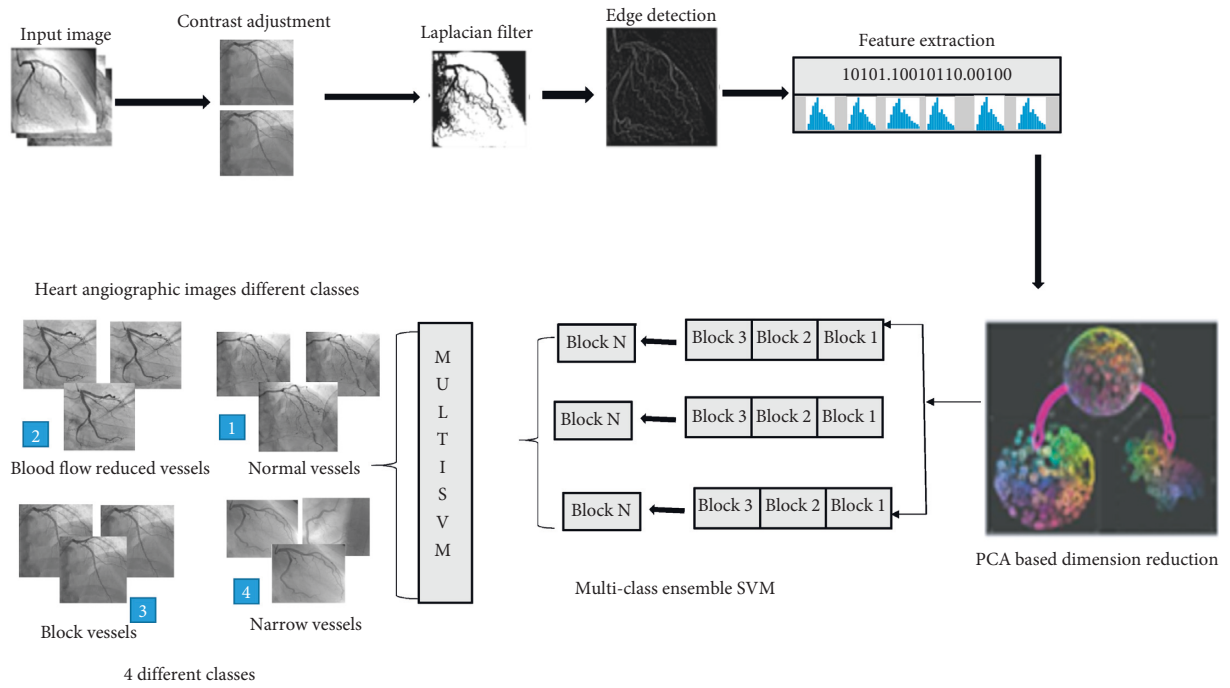 Input image
Contrast adjustment
Laplacian filter
Edge detection
Feature extraction
10101.10010110.00100
Heart angiographic images different classes
2
Blood flow reduced vessels
1
Normal vessels
3
Block vessels
4
Narrow vessels
4 different classes
M
U
L
T
I
S
V
M
Block N
Block 3 Block 2 Block 1
Block N
Block 3 Block 2 Block 1
Block N
Block 3 Block 2 Block 1
Multi-class ensemble SVM
PCA based dimension reduction